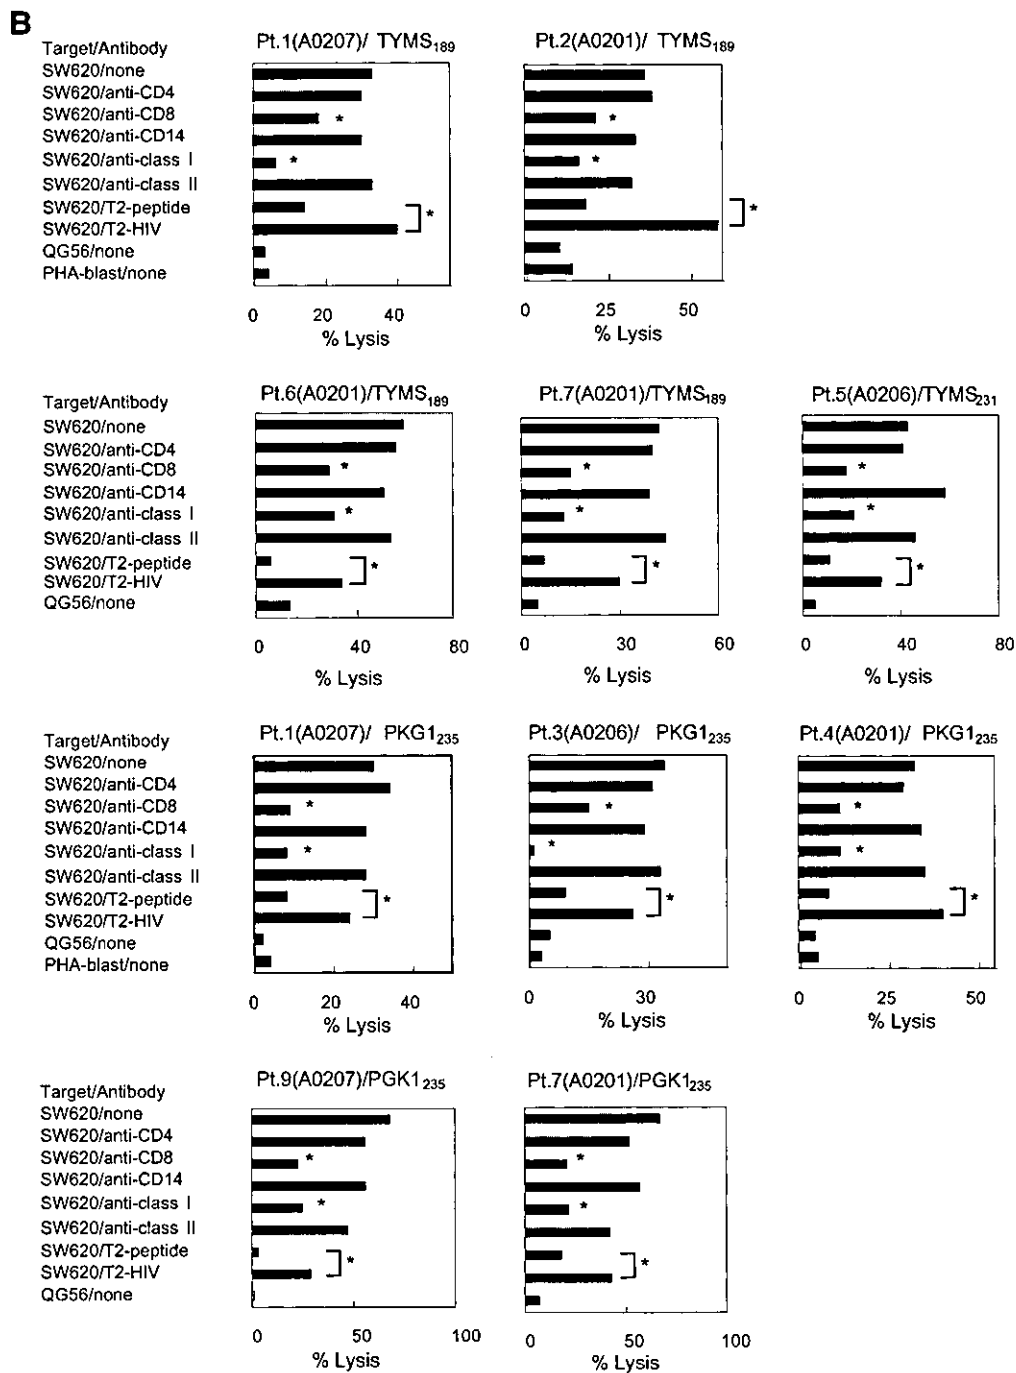 B
Target/Antibody
Pt.1(A0207)/ TYMS189
Pt.2(A0201)/ TYMS189
SW620/none
SW620/anti-CD4
SW620/anti-CD8
*
*
SW620/anti-CD14
SW620/anti-class I
*
*
SW620/anti-class II
SW620/T2-peptide
*
*
SW620/T2-HIV
QG56/none
PHA-blast/none
0 20 40
0 25 50
% Lysis
% Lysis
Target/Antibody
Pt.6(A0201)/TYMS189
Pt.7(A0201)/TYMS189
Pt.5(A0206)/TYMS231
SW620/none
SW620/anti-CD4
SW620/anti-CD8
*
*
*
SW620/anti-CD14
SW620/anti-class I
*
*
*
SW620/anti-class II
SW620/T2-peptide
*
*
*
SW620/T2-HIV
QG56/none
0 40 80
0 30 60
0 40 80
% Lysis
% Lysis
% Lysis
Target/Antibody
Pt.1(A0207)/ PKG1235
Pt.3(A0206)/ PKG1235
Pt.4(A0201)/ PKG1235
SW620/none
SW620/anti-CD4
SW620/anti-CD8
*
*
*
SW620/anti-CD14
SW620/anti-class I
*
*
*
SW620/anti-class II
SW620/T2-peptide
*
*
*
SW620/T2-HIV
QG56/none
PHA-blast/none
0 20 40
0 30
0 25 50
% Lysis
% Lysis
% Lysis
Target/Antibody
Pt.9(A0207)/PGK1235
Pt.7(A0201)/PGK1235
SW620/none
SW620/anti-CD4
SW620/anti-CD8
*
*
SW620/anti-CD14
SW620/anti-class I
*
*
SW620/anti-class II
SW620/T2-peptide
*
*
SW620/T2-HIV
QG56/none
0 50 100
0 50 100
% Lysis
% Lysis